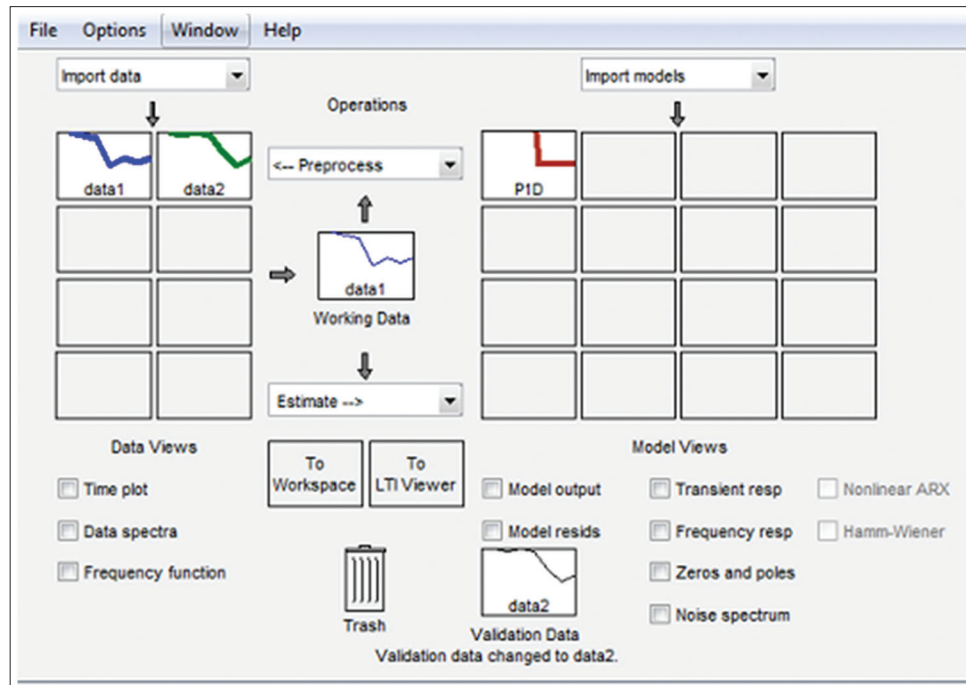 File Options Window Help
Import data
Import models
Operations
data1 data2
<-- Preprocess
P1D
data1
Working Data
Estimate -->
Data Views
Model Views
To Workspace
To LTI Viewer
Time plot
Data spectra
Frequency function
Model output
Model resids
Transient resp
Frequency resp
Zeros and poles
Noise spectrum
Nonlinear ARX
Hamm-Wiener
Trash
data2
Validation Data
Validation data changed to data2.